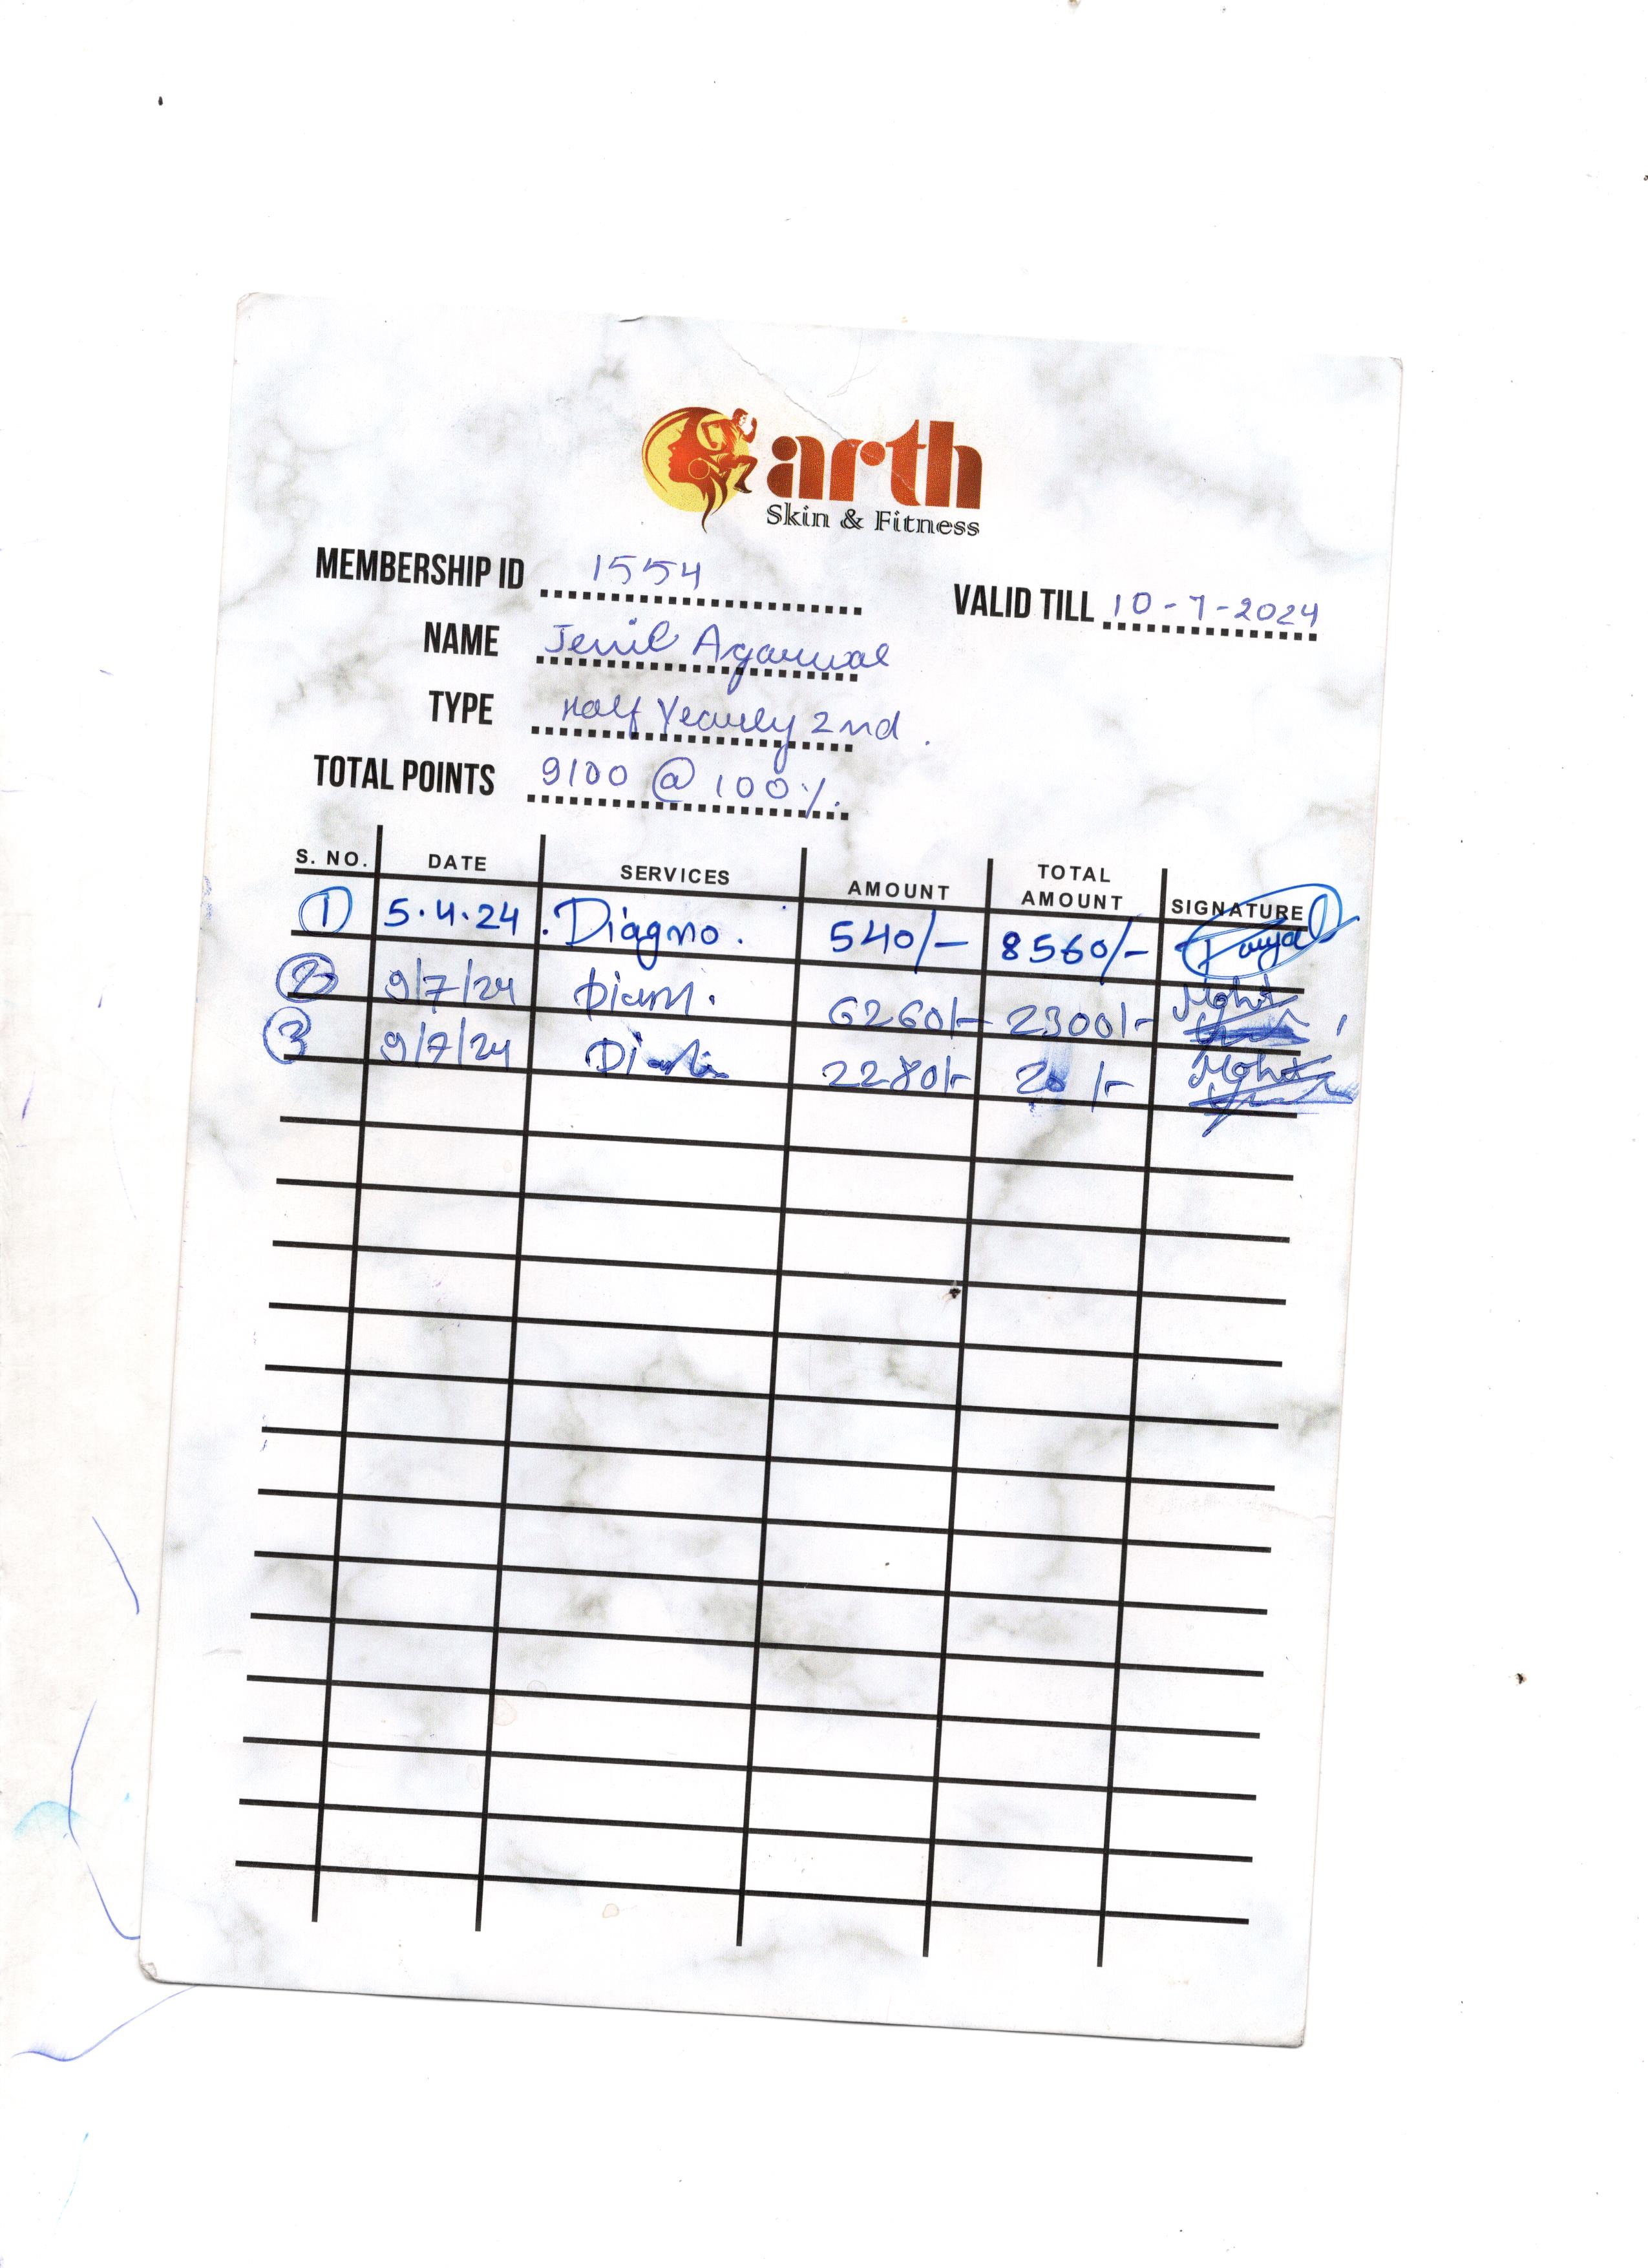 arth
Skin & Fitness
MEMBERSHIP ID 1554
VALID TILL 10-7-2024
NAME Jenil Agarwal
TYPE Half Yearly 2nd.
TOTAL POINTS 9100 @ 100%.
S. NO. DATE SERVICES AMOUNT TOTAL AMOUNT SIGNATURE
1 5.4.24 Diagno. 540/- 8560/-
2 9/7/24 6260/- 2300/- Mohit
3 9/7/24 2280/- 20/- Mohit